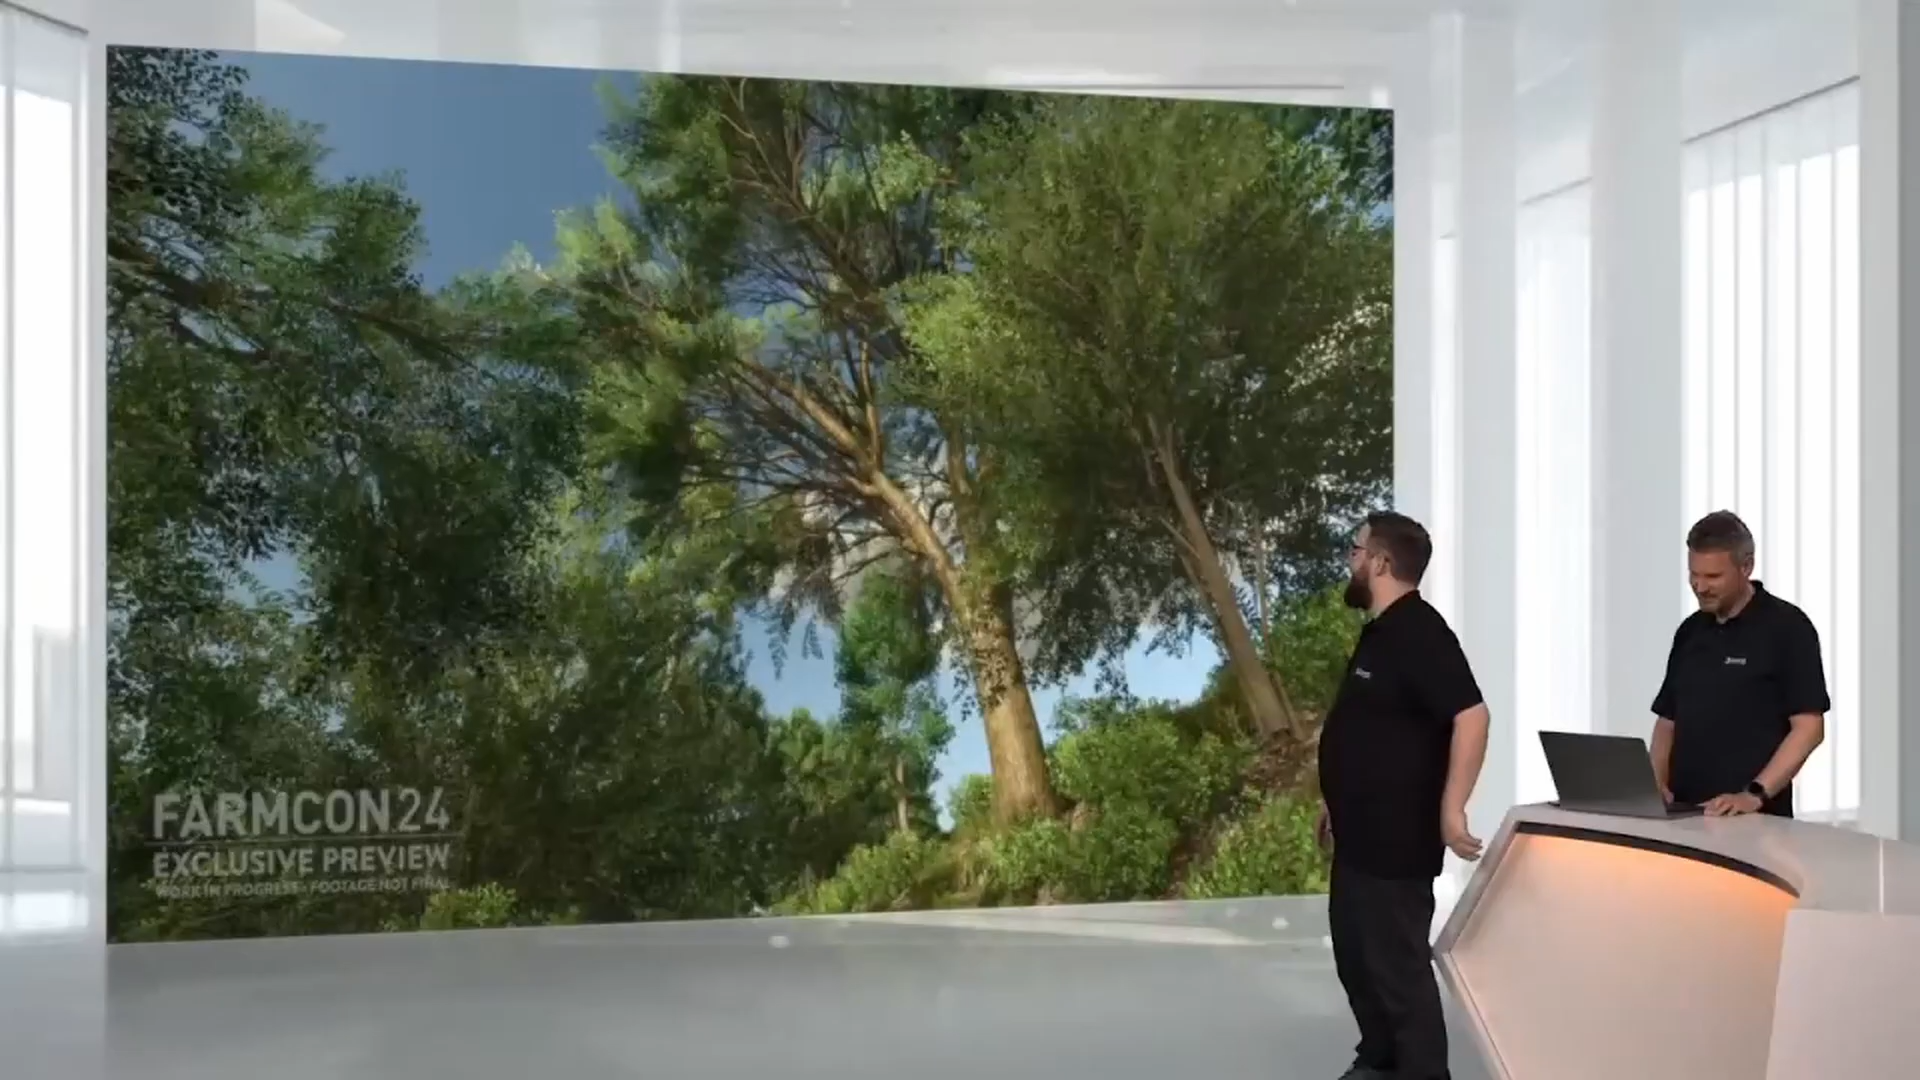 FARMCON24
EXCLUSIVE PREVIEW
WORK IN PROGRESS - FOOTAGE NOT FINAL